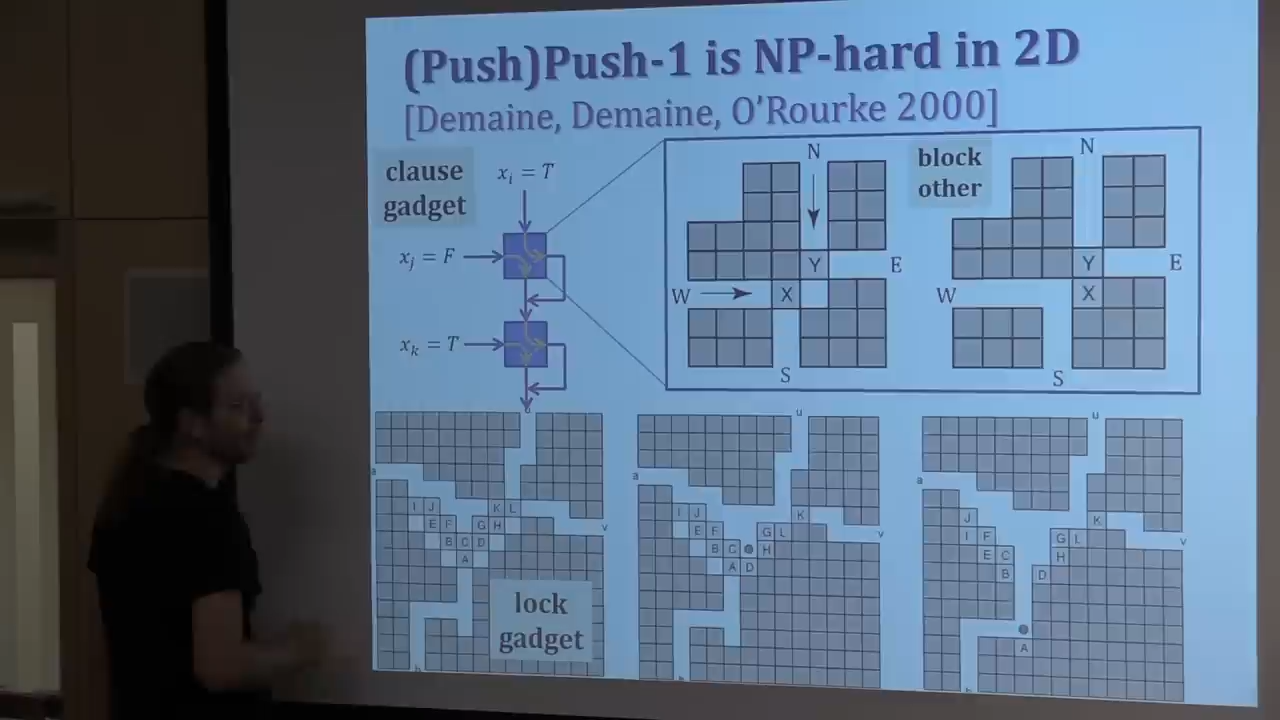 (Push)Push-1 is NP-hard in 2D
[Demaine, Demaine, O'Rourke 2000]
clause
gadget
x_i = T
x_j = F
x_k = T
N
Y
E
W
X
S
block
other
N
Y
E
W
X
S
u
a
I J
K L
E F
G H
B C D
A
v
b
lock
gadget
u
a
I J
K
E F
G L
B C
H
A D
v
u
a
J
K
I F
G L
E C
H
B
D
A
v
b